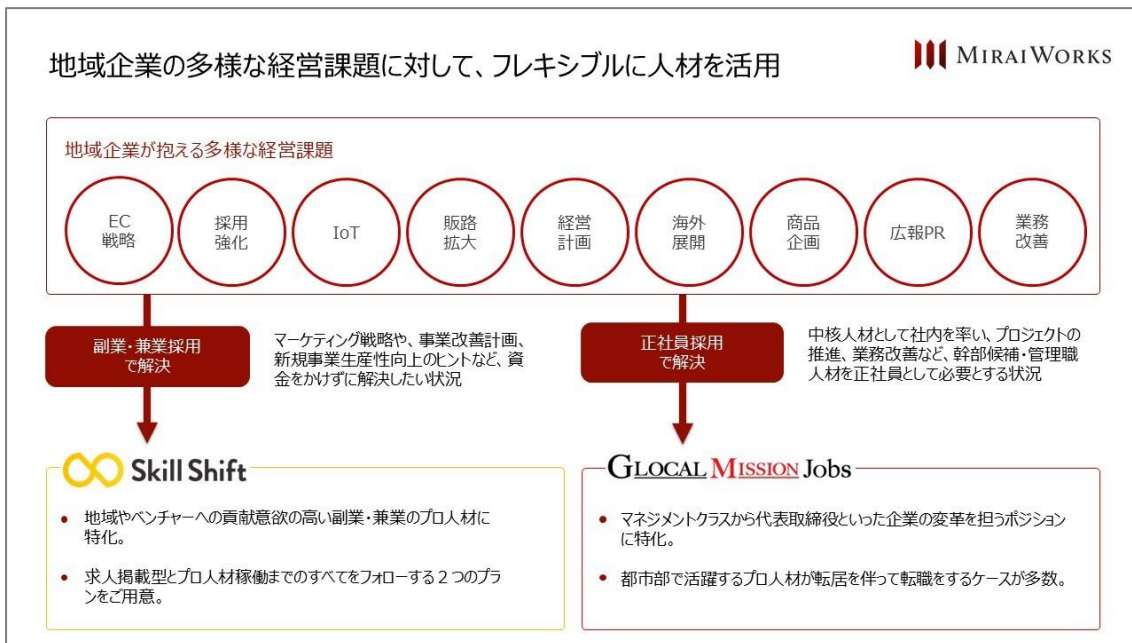 地域企業の多様な経営課題に対して、フレキシブルに人材を活用
MIRAIWORKS
地域企業が抱える多様な経営課題
EC
戦略
採用
強化
IoT
販路
拡大
経営
計画
海外
展開
商品
企画
広報PR
業務
改善
副業・兼業採用
で解決
マーケティング戦略や、事業改善計画、
新規事業生産性向上のヒントなど、資
金をかけずに解決したい状況
正社員採用
で解決
中核人材として社内を率い、プロジェクトの
推進、業務改善など、幹部候補・管理職
人材を正社員として必要とする状況
Skill Shift
• 地域やベンチャーへの貢献意欲の高い副業・兼業のプロ人材に
特化。
• 求人掲載型とプロ人材稼働までのすべてをフォローする２つのプラ
ンをご用意。
GLOCAL MISSION Jobs
• マネジメントクラスから代表取締役といった企業の変革を担うポジション
に特化。
• 都市部で活躍するプロ人材が転居を伴って転職をするケースが多数。